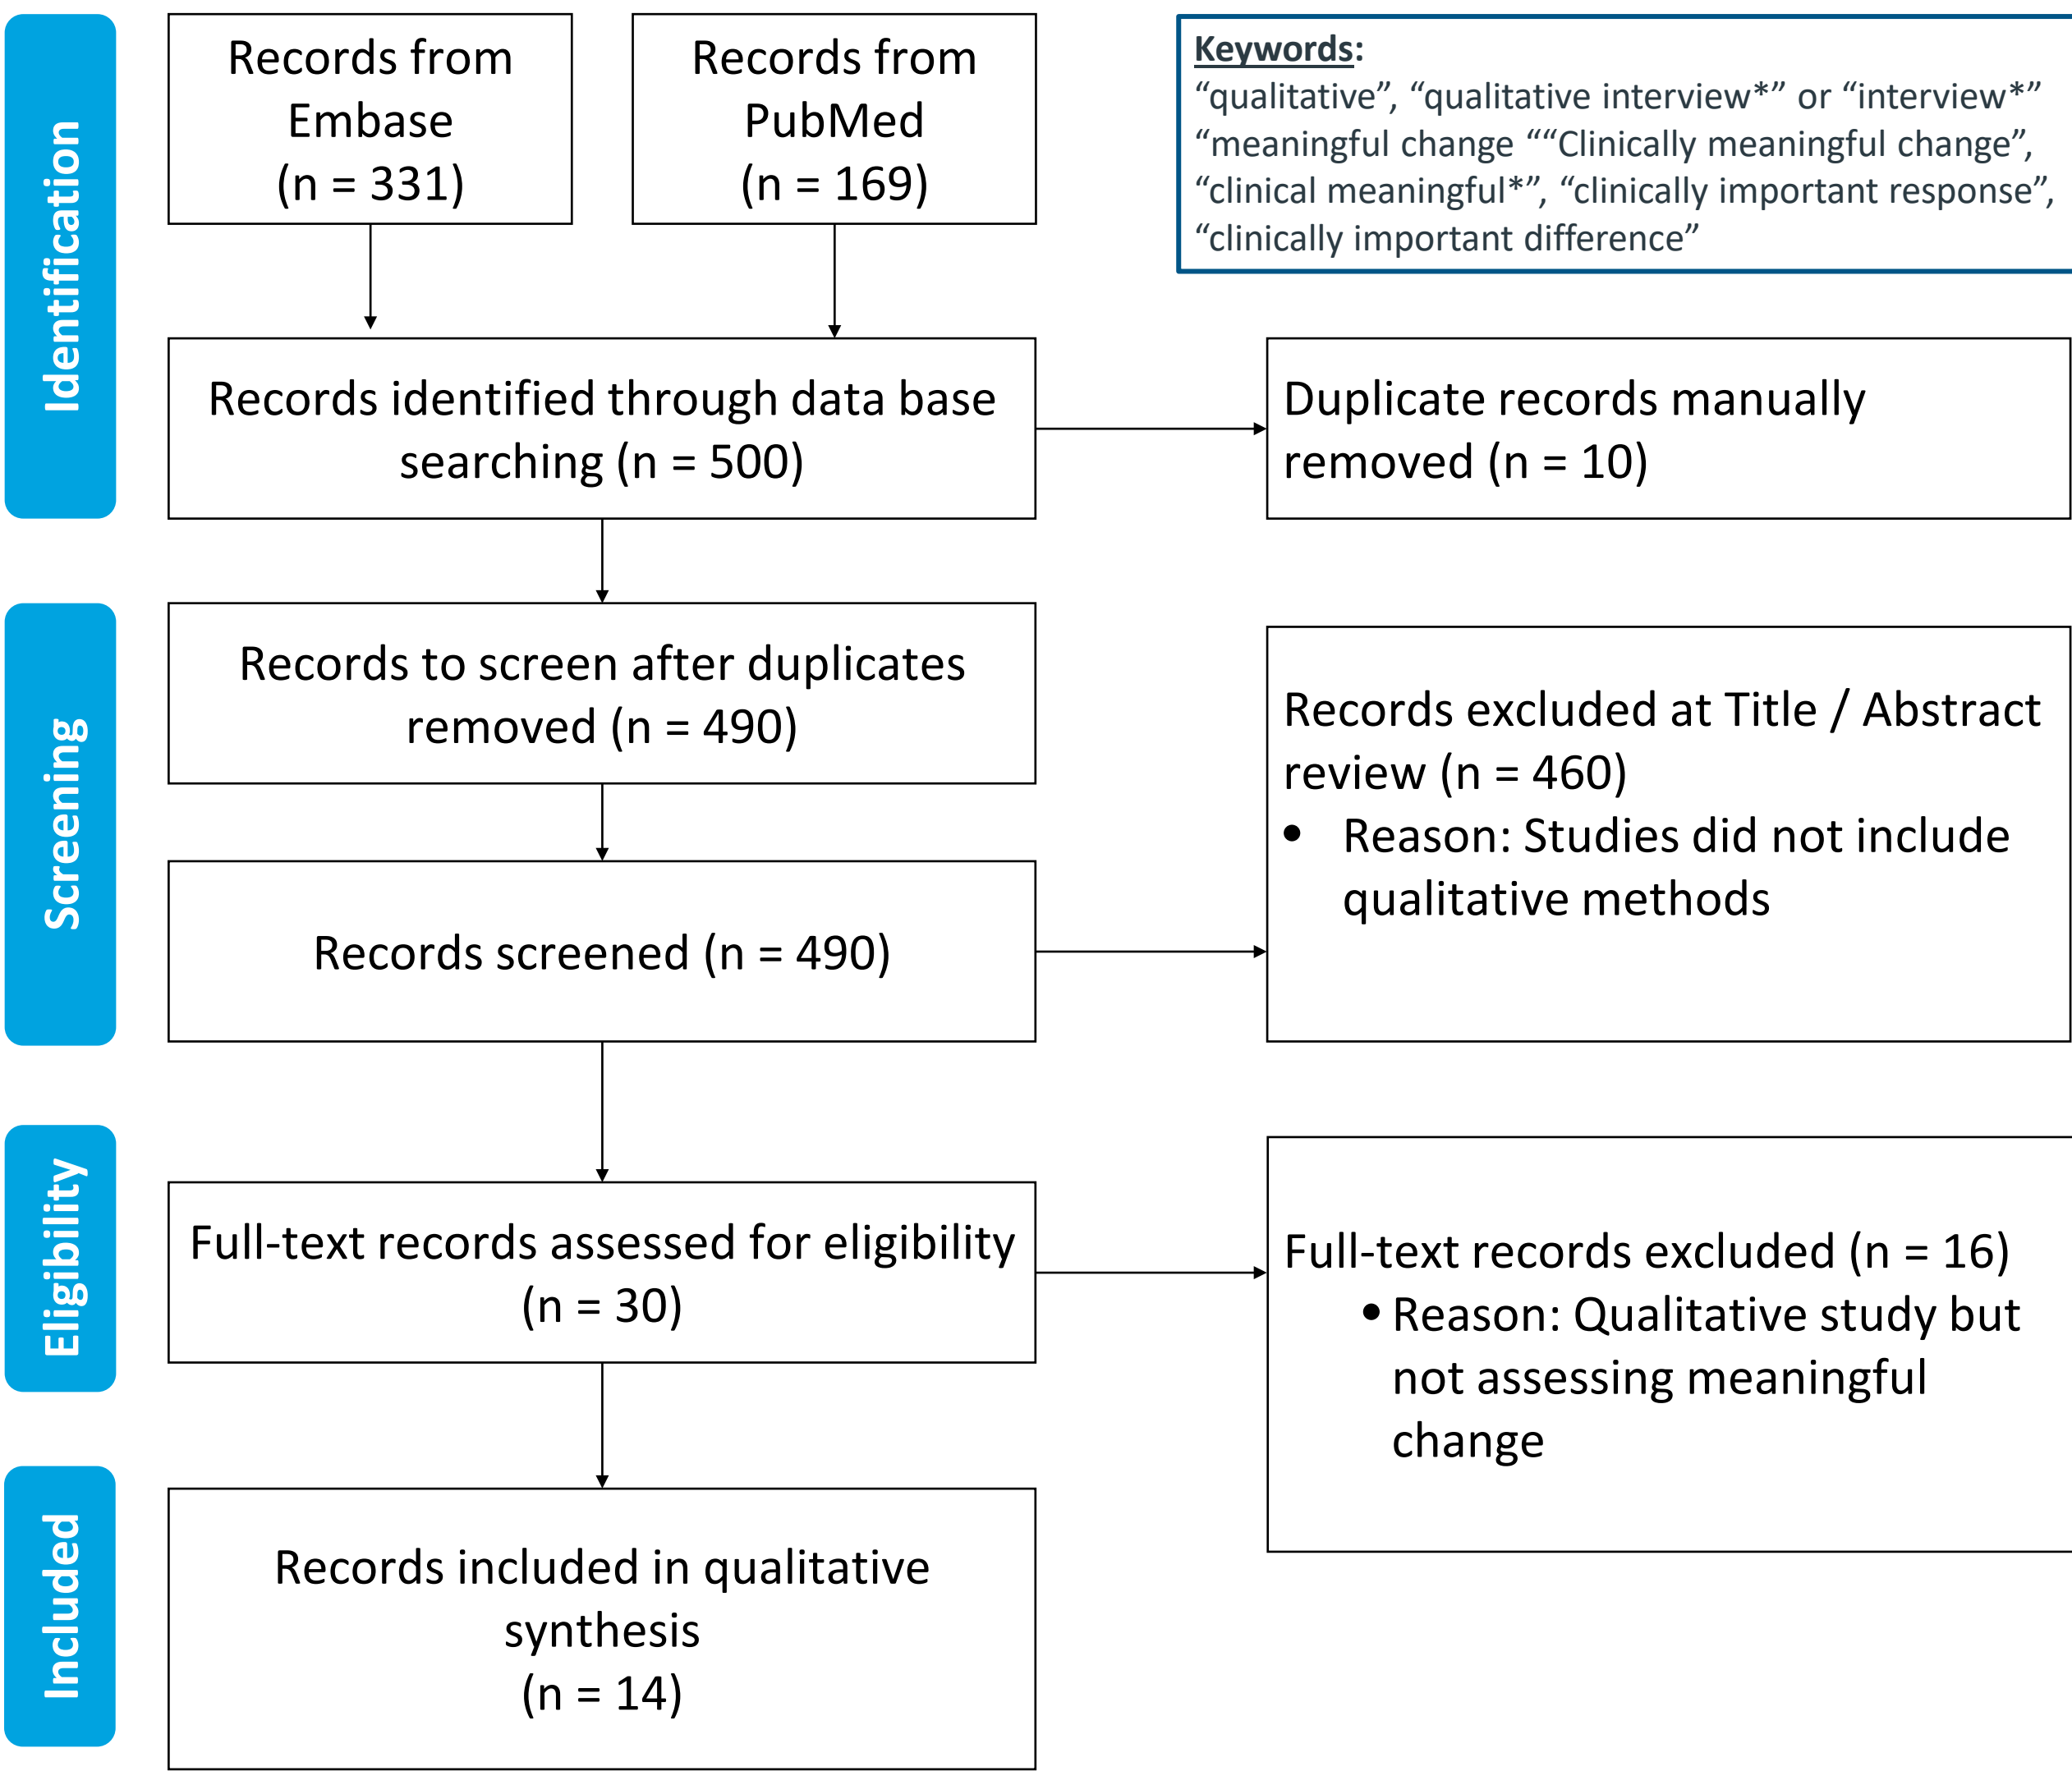 Identification
Records from
Embase
(n = 331)
Records from
PubMed
(n = 169)
Keywords:
“qualitative”, “qualitative interview*” or “interview*”
“meaningful change ““Clinically meaningful change”,
“clinical meaningful*”, “clinically important response”,
“clinically important difference”
Records identified through data base
searching (n = 500)
Duplicate records manually
removed (n = 10)
Screening
Records to screen after duplicates
removed (n = 490)
Records screened (n = 490)
Records excluded at Title / Abstract
review (n = 460)
• Reason: Studies did not include
qualitative methods
Eligibility
Full-text records assessed for eligibility
(n = 30)
Full-text records excluded (n = 16)
• Reason: Qualitative study but
not assessing meaningful
change
Included
Records included in qualitative
synthesis
(n = 14)